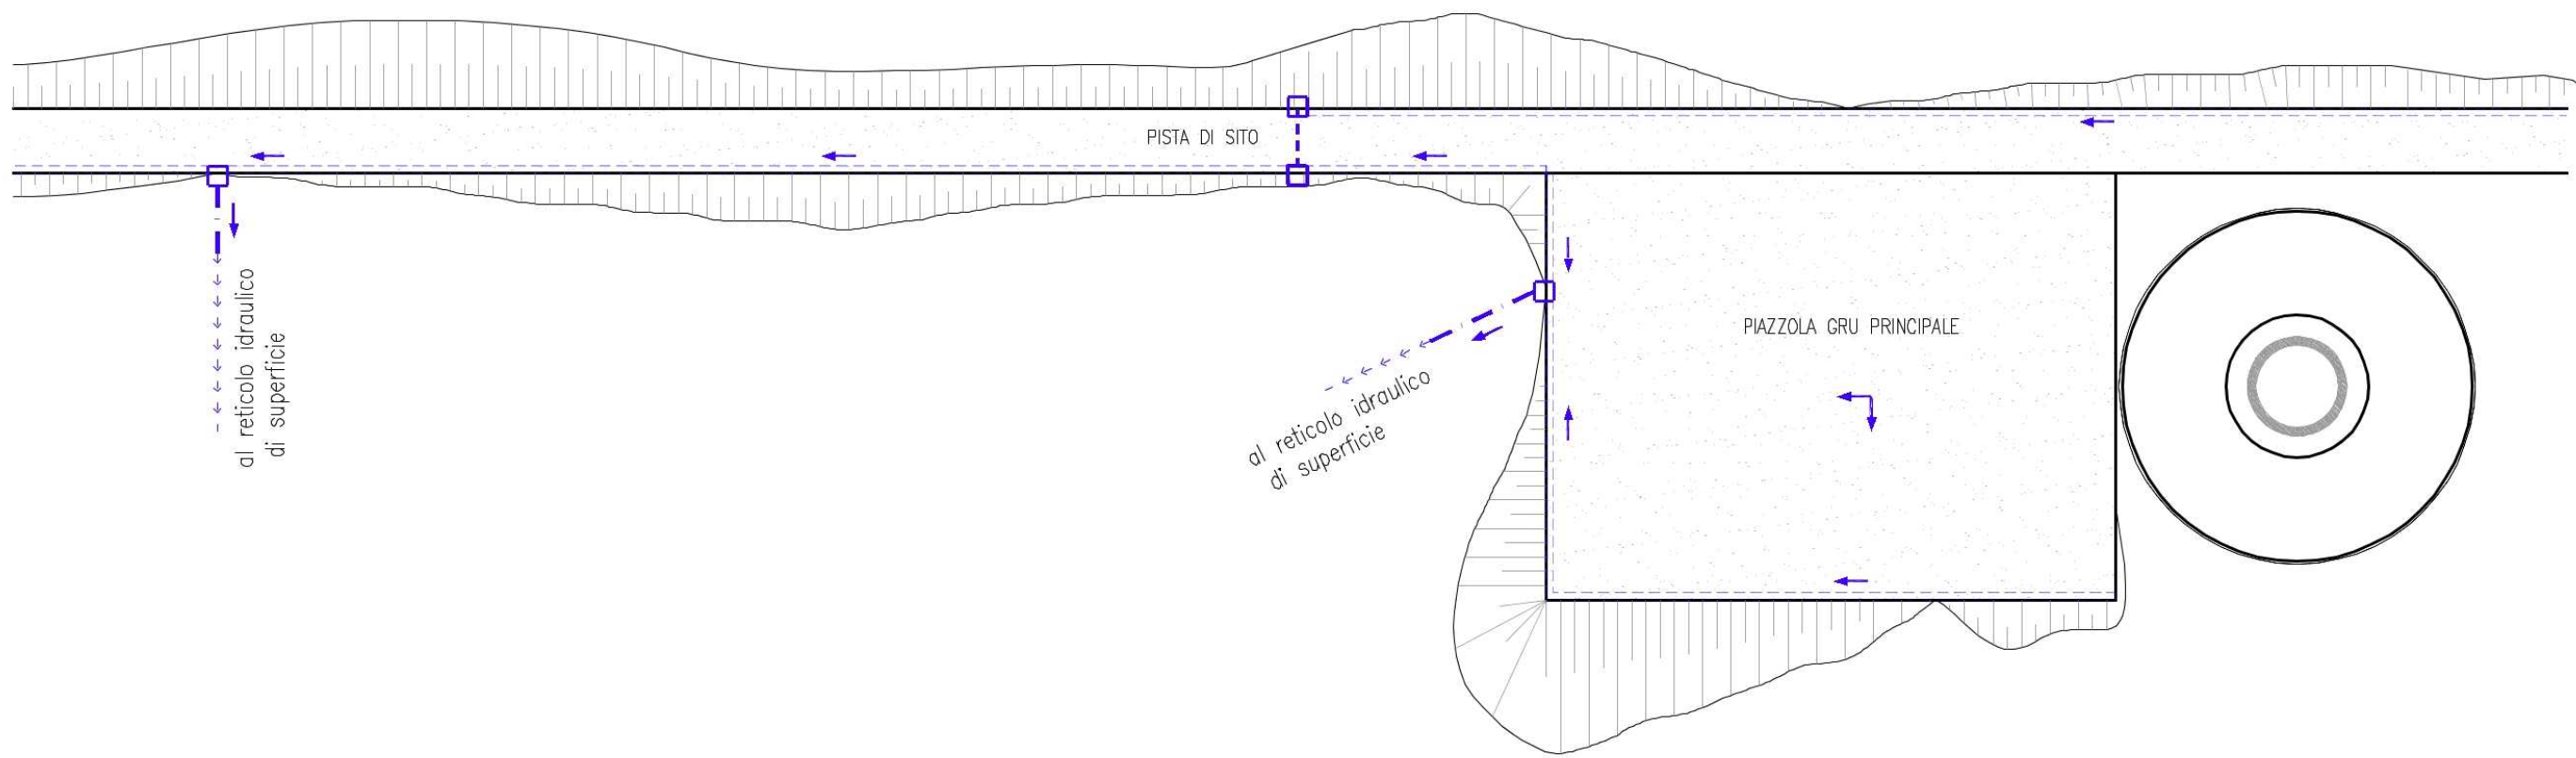 PISTA DI SITO
al reticolo idraulico
di superficie
al reticolo idraulico
di superficie
PIAZZOLA GRU PRINCIPALE